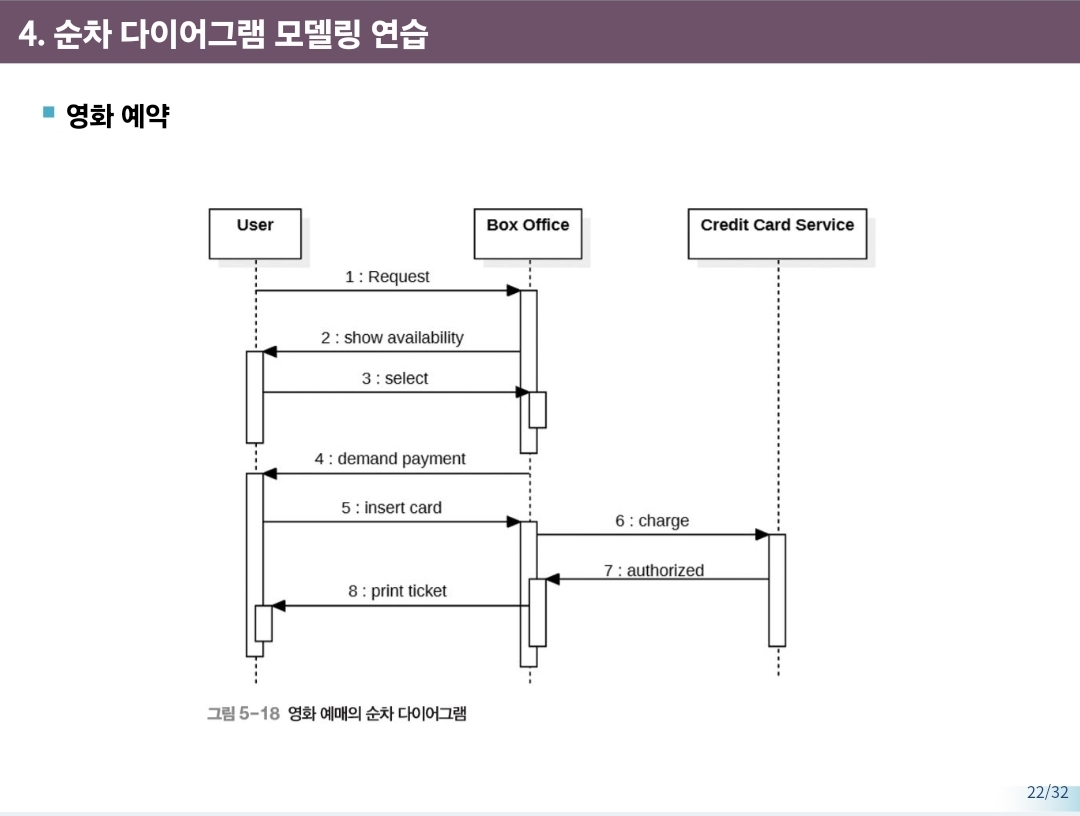 4. 순차 다이어그램 모델링 연습
영화 예약
User
Box Office
Credit Card Service
1 : Request
2 : show availability
3 : select
4 : demand payment
5 : insert card
6 : charge
7 : authorized
8 : print ticket
그림 5-18 영화 예매의 순차 다이어그램
22/32